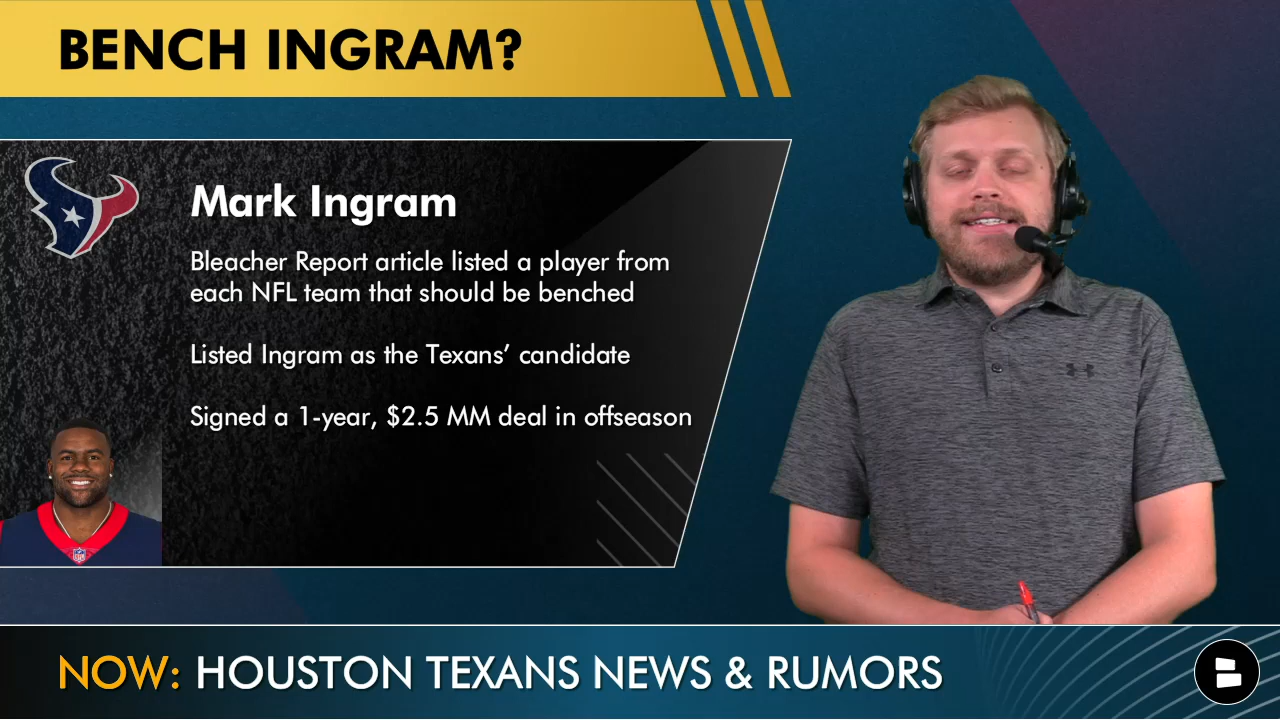 BENCH INGRAM?
Mark Ingram
Bleacher Report article listed a player from
each NFL team that should be benched
Listed Ingram as the Texans’ candidate
Signed a 1-year, $2.5 MM deal in offseason
NOW: HOUSTON TEXANS NEWS & RUMORS